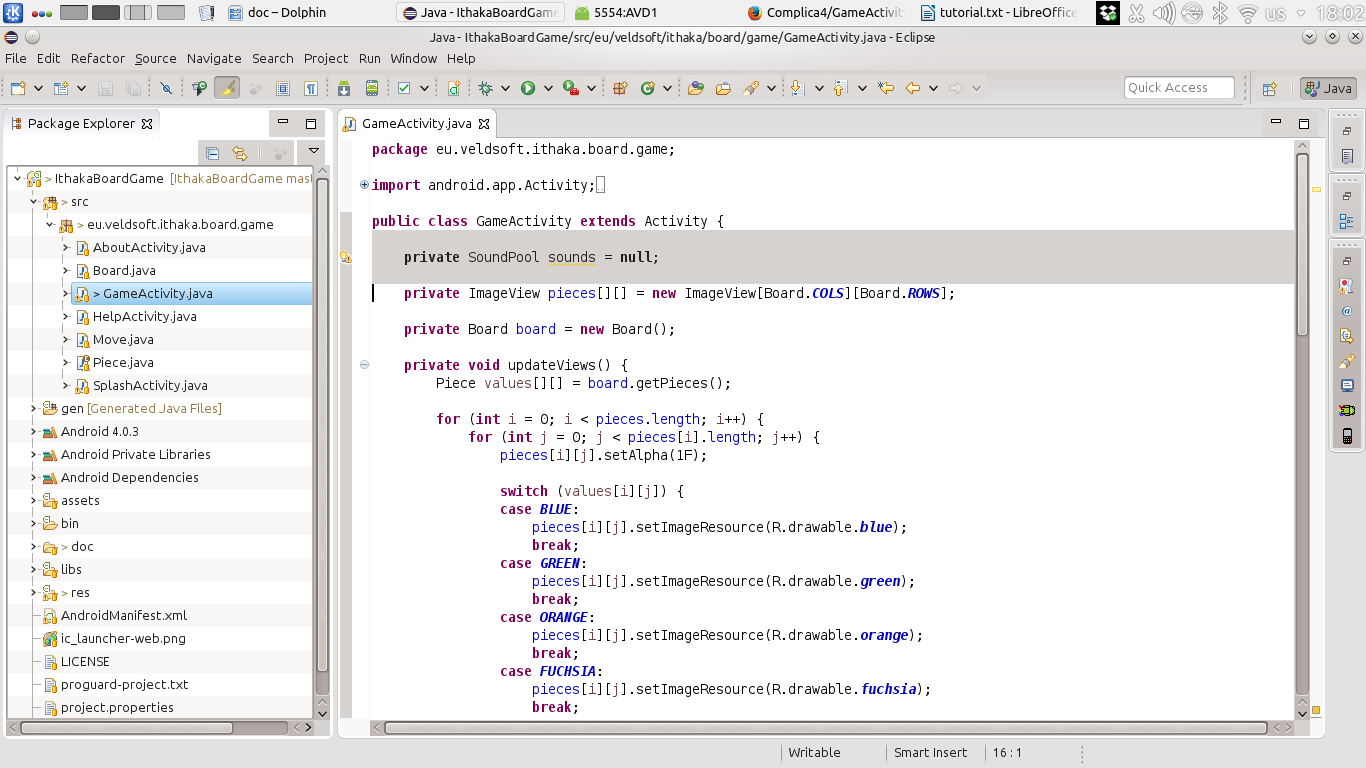 doc – Dolphin
Java - IthakaBoardGame
5554:AVD1
Complica4/GameActivity
tutorial.txt - LibreOffice
us
18:02
Java - IthakaBoardGame/src/eu/veldsoft/ithaka/board/game/GameActivity.java - Eclipse
File Edit Refactor Source Navigate Search Project Run Window Help
Quick Access
Java
Package Explorer
GameActivity.java
> IthakaBoardGame [IthakaBoardGame mast
> src
> eu.veldsoft.ithaka.board.game
AboutActivity.java
Board.java
> GameActivity.java
HelpActivity.java
Move.java
Piece.java
SplashActivity.java
gen [Generated Java Files]
Android 4.0.3
Android Private Libraries
Android Dependencies
assets
bin
> doc
libs
> res
AndroidManifest.xml
ic_launcher-web.png
LICENSE
proguard-project.txt
project.properties
package eu.veldsoft.ithaka.board.game;
import android.app.Activity;
public class GameActivity extends Activity {
private SoundPool sounds = null;
private ImageView pieces[][] = new ImageView[Board.COLS][Board.ROWS];
private Board board = new Board();
private void updateViews() {
Piece values[][] = board.getPieces();
for (int i = 0; i < pieces.length; i++) {
for (int j = 0; j < pieces[i].length; j++) {
pieces[i][j].setAlpha(1F);
switch (values[i][j]) {
case BLUE:
pieces[i][j].setImageResource(R.drawable.blue);
break;
case GREEN:
pieces[i][j].setImageResource(R.drawable.green);
break;
case ORANGE:
pieces[i][j].setImageResource(R.drawable.orange);
break;
case FUCHSIA:
pieces[i][j].setImageResource(R.drawable.fuchsia);
break;
Writable
Smart Insert
16 : 1